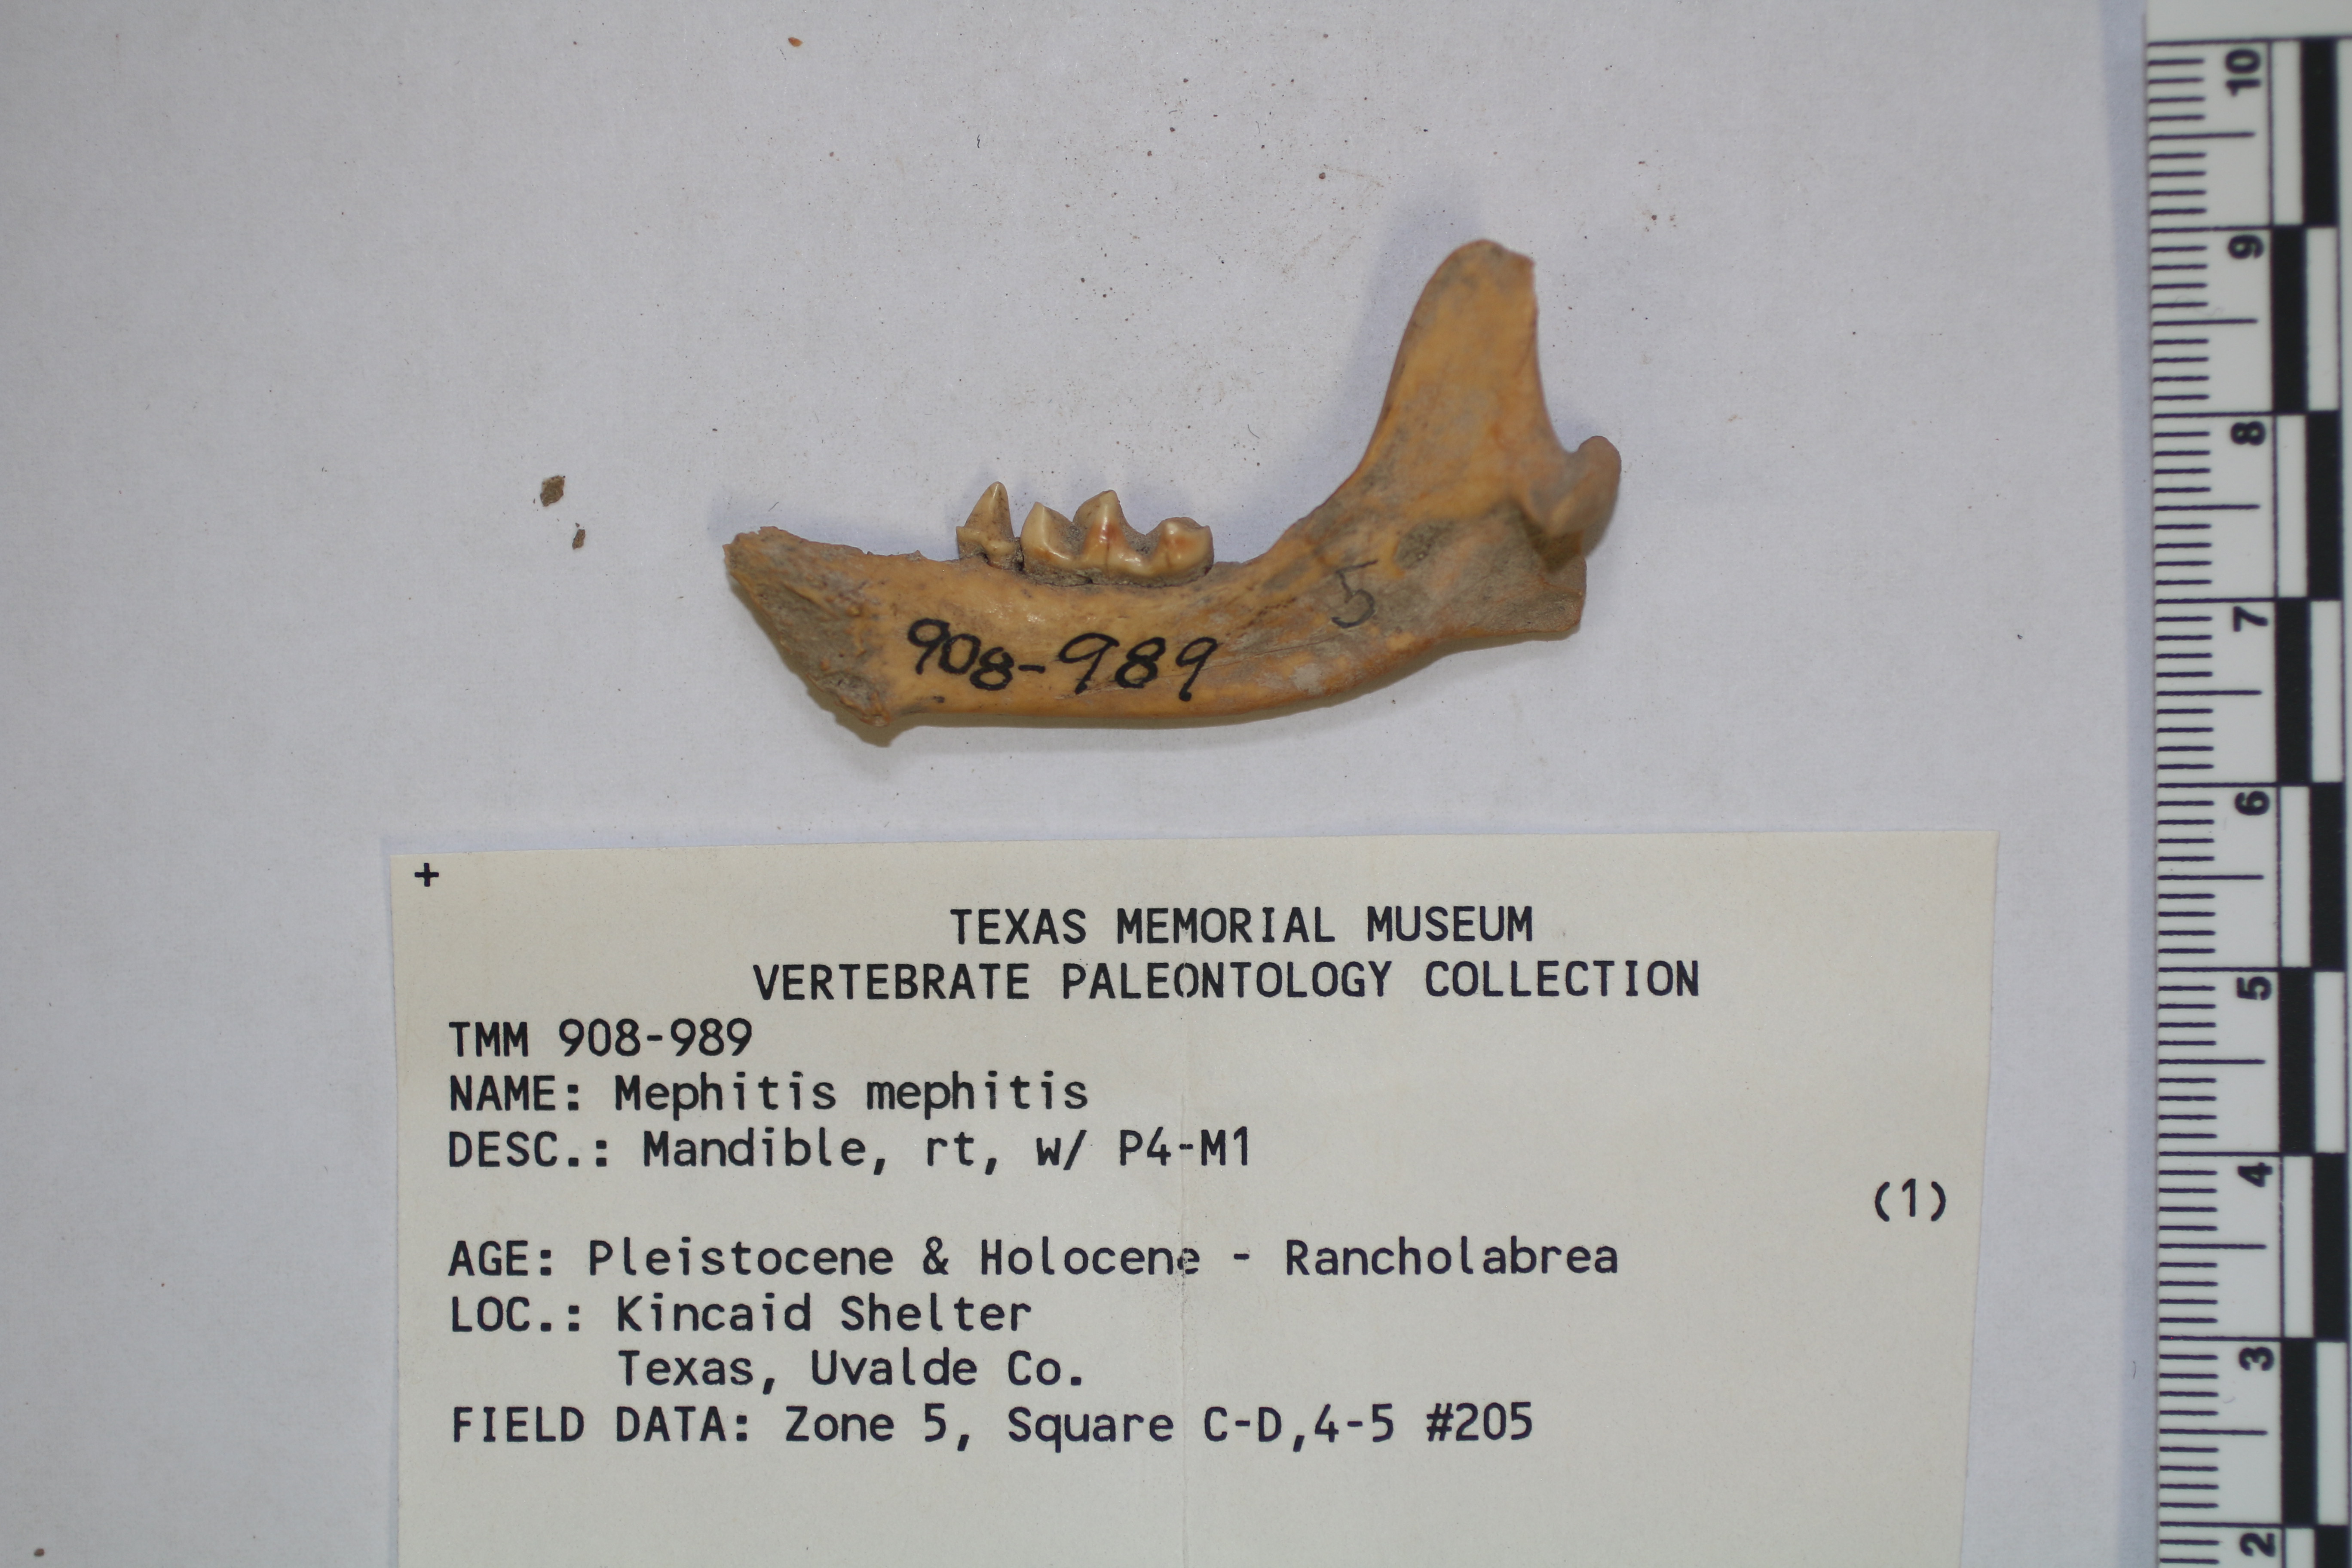 10
9
8
7
6
5
4
3
2
5
908-989
+
TEXAS MEMORIAL MUSEUM
VERTEBRATE PALEONTOLOGY COLLECTION
TMM 908-989
NAME: Mephitis mephitis
DESC.: Mandible, rt, w/ P4-M1
(1)
AGE: Pleistocene & Holocene - Rancholabrea
LOC.: Kincaid Shelter
Texas, Uvalde Co.
FIELD DATA: Zone 5, Square C-D,4-5 #205